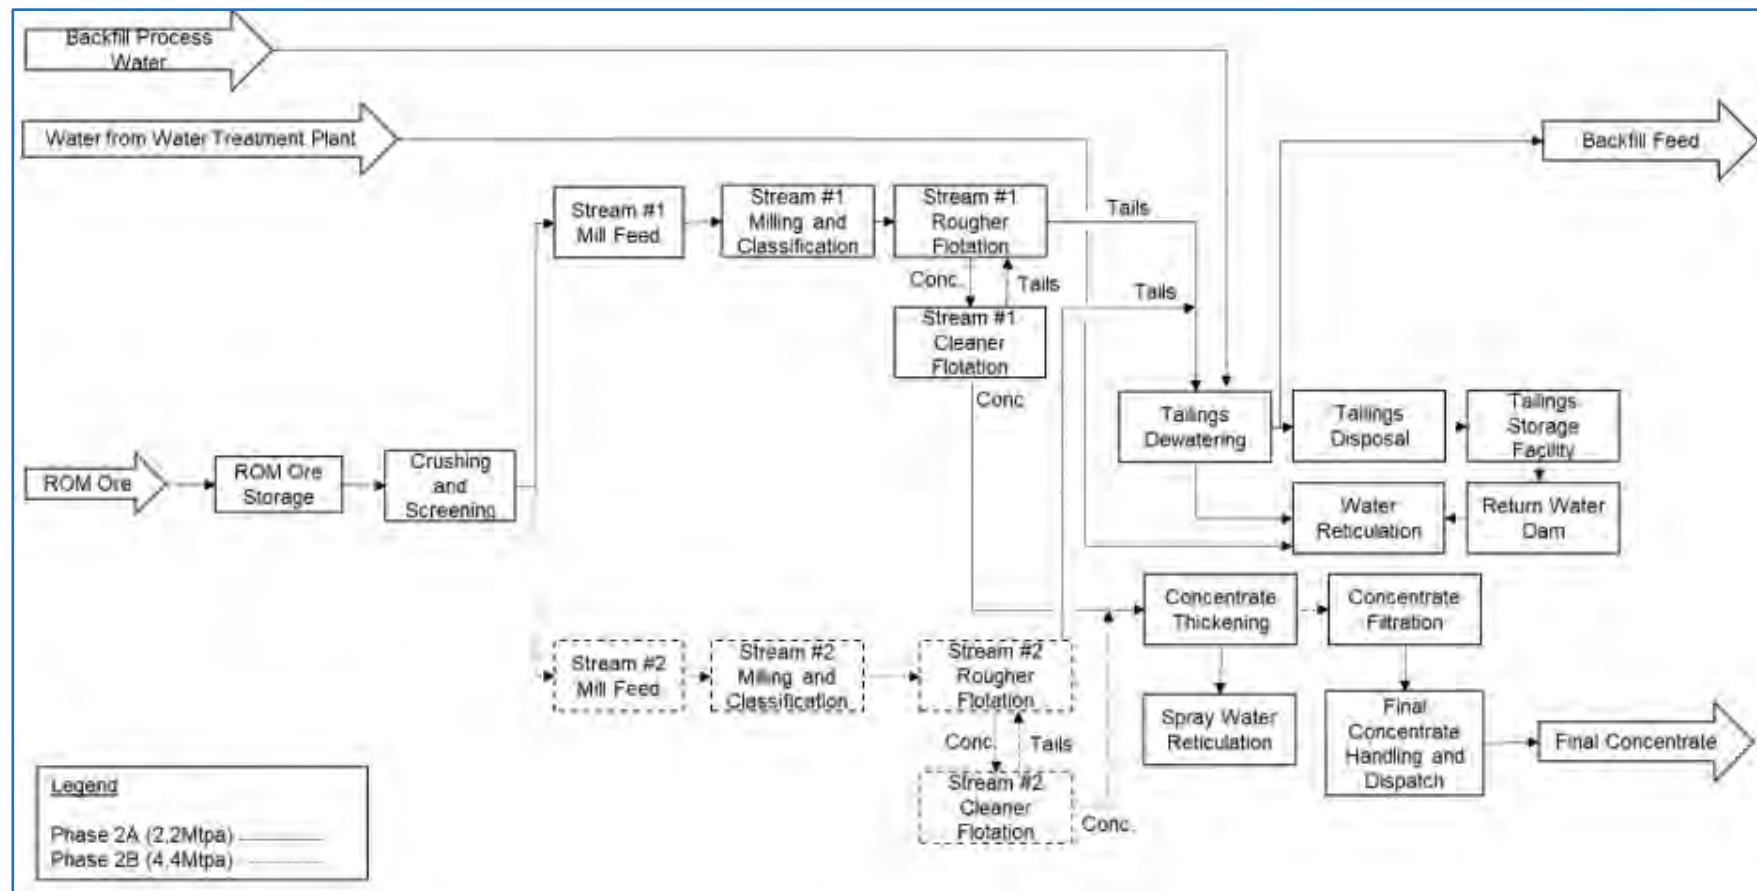 Backfill Process
Water
Water from Water Treatment Plant
Backfill Feed
Stream #1
Mill Feed
Stream #1
Milling and
Classification
Stream #1
Rougher
Flotation
Tails
Conc.
Tails
Tails
Stream #1
Cleaner
Flotation
Conc
Tailings
Dewatering
Tailings
Disposal
Tailings
Storage
Facility
ROM Ore
ROM Ore
Storage
Crushing
and
Screening
Water
Reticulation
Return Water
Dam
Concentrate
Thickening
Concentrate
Filtration
Stream #2
Mill Feed
Stream #2
Milling and
Classification
Stream #2
Rougher
Flotation
Spray Water
Reticulation
Final
Concentrate
Handling and
Dispatch
Final Concentrate
Conc.
Tails
Stream #2
Cleaner
Flotation
Conc.
Legend
Phase 2A (2,2Mtpa)
Phase 2B (4,4Mtpa)